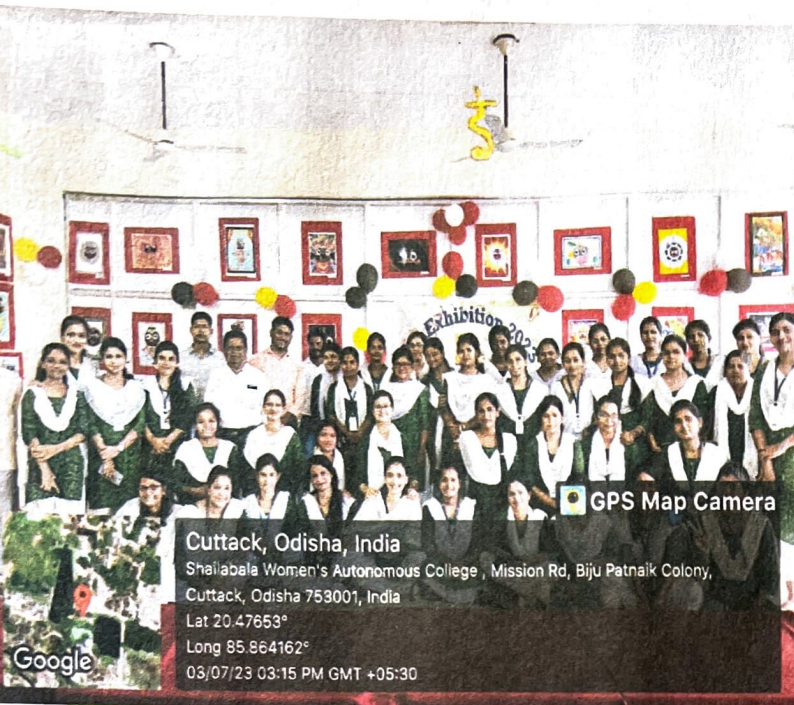 Exhibition 2023
GPS Map Camera
Cuttack, Odisha, India
Shailabala Women's Autonomous College , Mission Rd, Biju Patnaik Colony,
Cuttack, Odisha 753001, India
Lat 20.47653°
Long 85.864162°
03/07/23 03:15 PM GMT +05:30
Google